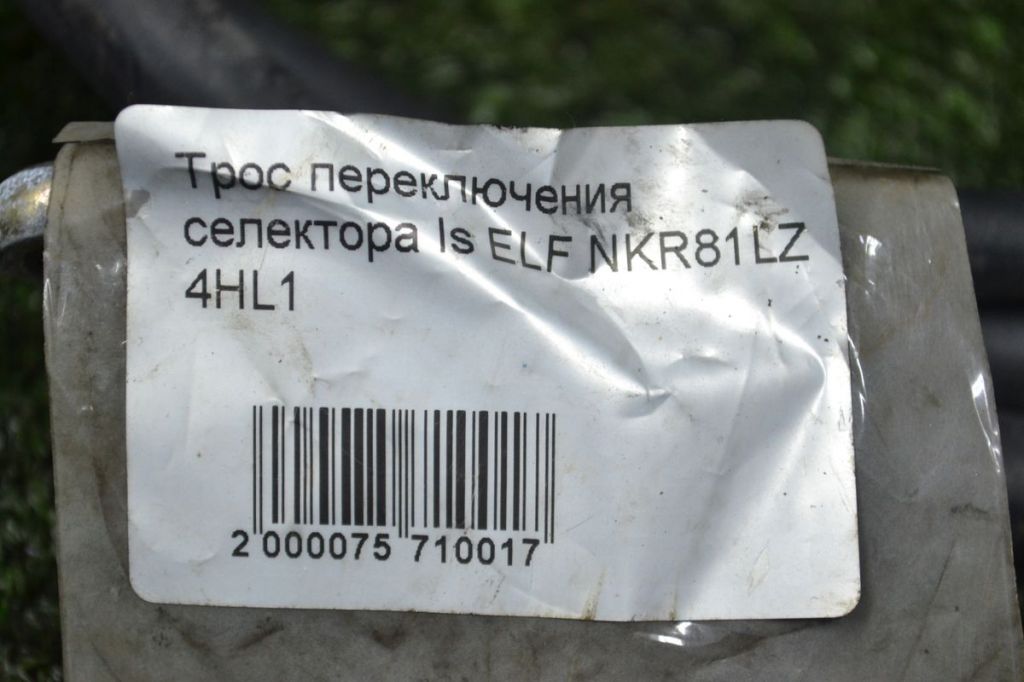 Трос переключения
селектора Is ELF NKR81LZ
4HL1
2 000075 710017